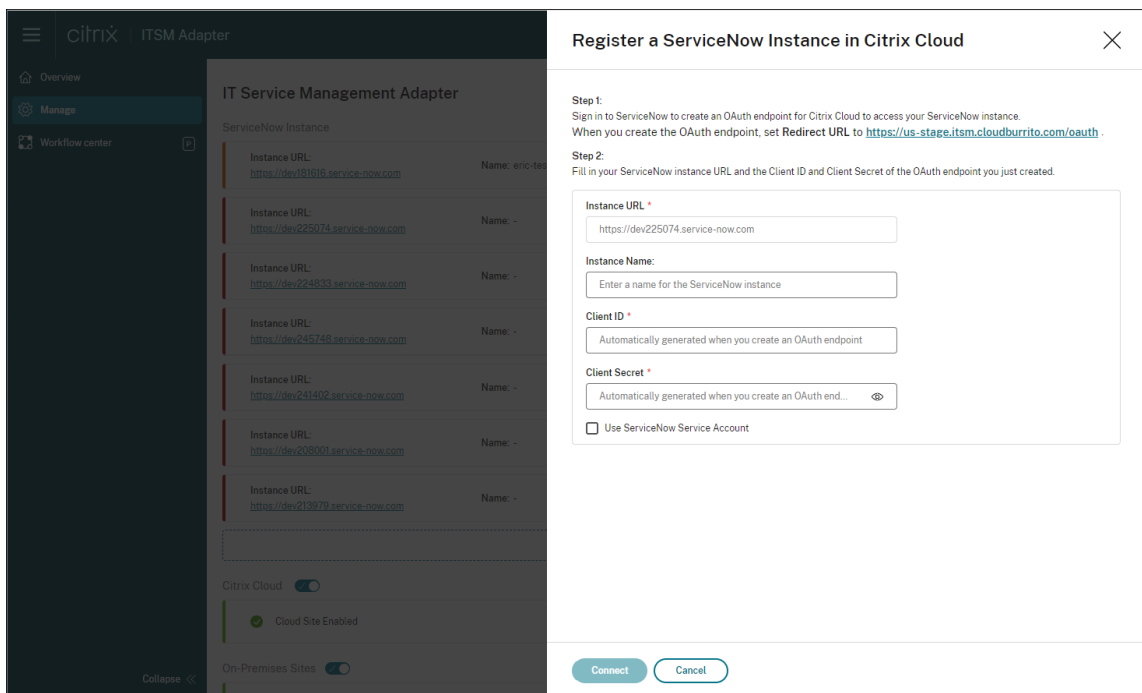 citrix ITSM Adapter
Overview
Manage
Workflow center P
IT Service Management Adapter
ServiceNow Instance
Instance URL:
https://dev181616.service-now.com
Name: eric-tes
Instance URL:
https://dev225074.service-now.com
Name: -
Instance URL:
https://dev224833.service-now.com
Name: -
Instance URL:
https://dev245748.service-now.com
Name: -
Instance URL:
https://dev241402.service-now.com
Name: -
Instance URL:
https://dev208001.service-now.com
Name: -
Instance URL:
https://dev213979.service-now.com
Name: -
Citrix Cloud
Cloud Site Enabled
On-Premises Sites
Collapse
Register a ServiceNow Instance in Citrix Cloud
Step 1:
Sign in to ServiceNow to create an OAuth endpoint for Citrix Cloud to access your ServiceNow instance.
When you create the OAuth endpoint, set Redirect URL to https://us-stage.itsm.cloudburrito.com/oauth .
Step 2:
Fill in your ServiceNow instance URL and the Client ID and Client Secret of the OAuth endpoint you just created.
Instance URL *
https://dev225074.service-now.com
Instance Name:
Enter a name for the ServiceNow instance
Client ID *
Automatically generated when you create an OAuth endpoint
Client Secret *
Automatically generated when you create an OAuth end...
Use ServiceNow Service Account
Connect
Cancel